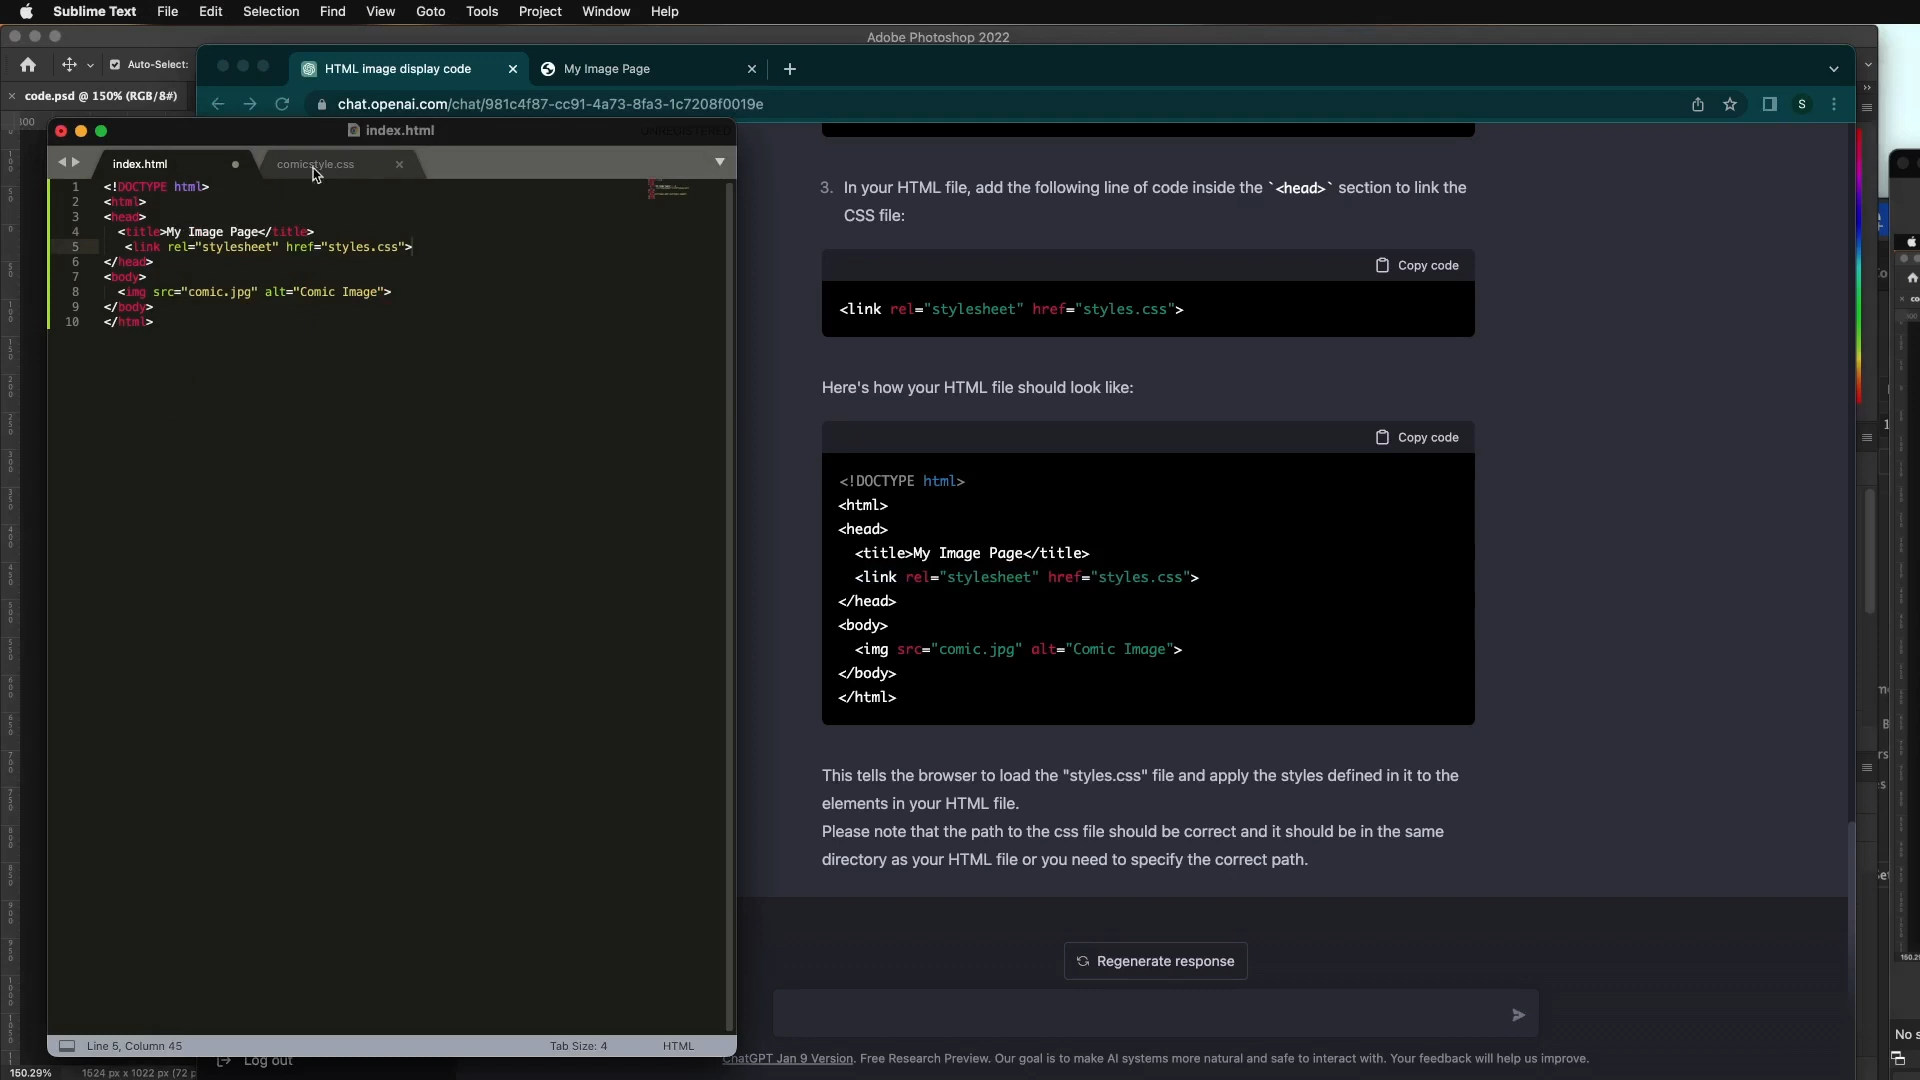 Sublime Text File Edit Selection Find View Goto Tools Project Window Help
Adobe Photoshop 2022
Auto-Select:
HTML image display code
My Image Page
code.psd @ 150% (RGB/8#)
chat.openai.com/chat/981c4f87-cc91-4a73-8fa3-1c7208f0019e
S
index.html
UNREGISTERED
index.html
comicstyle.css
1 <!DOCTYPE html>
2 <html>
3 <head>
4 <title>My Image Page</title>
5 <link rel="stylesheet" href="styles.css">
6 </head>
7 <body>
8 <img src="comic.jpg" alt="Comic Image">
9 </body>
10 </html>
Line 5, Column 45
Tab Size: 4
HTML
3. In your HTML file, add the following line of code inside the `<head>` section to link the
CSS file:
Copy code
<link rel="stylesheet" href="styles.css">
Here's how your HTML file should look like:
Copy code
<!DOCTYPE html>
<html>
<head>
<title>My Image Page</title>
<link rel="stylesheet" href="styles.css">
</head>
<body>
<img src="comic.jpg" alt="Comic Image">
</body>
</html>
This tells the browser to load the "styles.css" file and apply the styles defined in it to the
elements in your HTML file.
Please note that the path to the css file should be correct and it should be in the same
directory as your HTML file or you need to specify the correct path.
Regenerate response
Log out
ChatGPT Jan 9 Version. Free Research Preview. Our goal is to make AI systems more natural and safe to interact with. Your feedback will help us improve.
150.29%
1524 px x 1022 px (72 p
No s